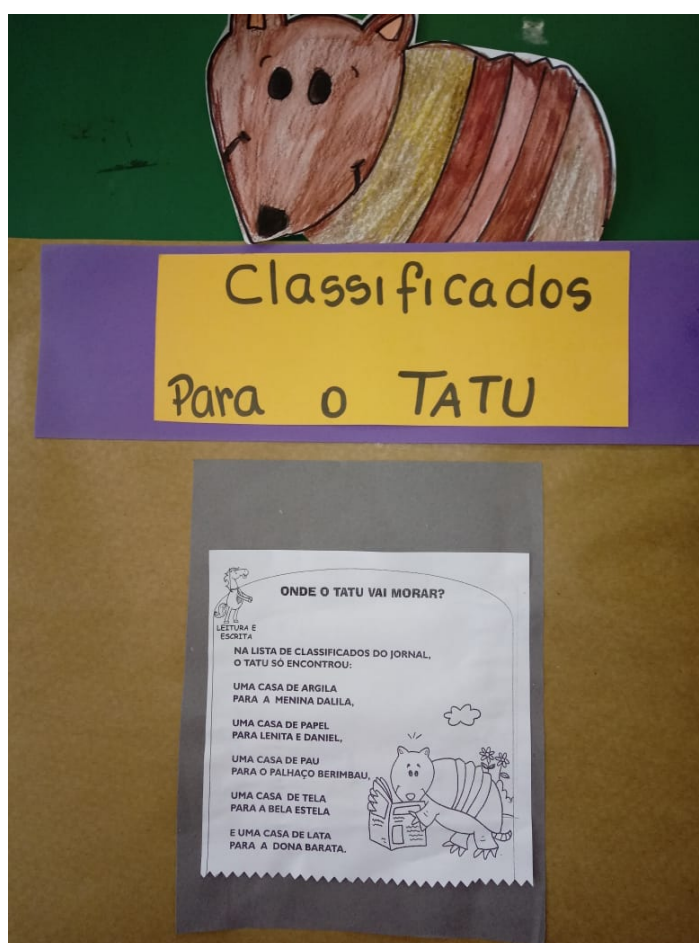 Classificados
Para o TATU
ONDE O TATU VAI MORAR?
LEITURA E
ESCRITA
NA LISTA DE CLASSIFICADOS DO JORNAL,
O TATU SÓ ENCONTROU:
UMA CASA DE ARGILA
PARA A MENINA DALILA,
UMA CASA DE PAPEL
PARA LENITA E DANIEL,
UMA CASA DE PAU
PARA O PALHAÇO BERIMBAU,
UMA CASA DE TELA
PARA A BELA ESTELA
E UMA CASA DE LATA
PARA A DONA BARATA.